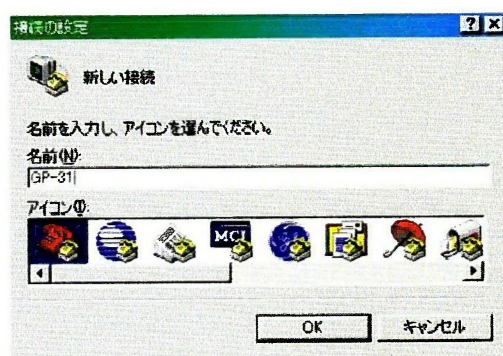 接続の設定
新しい接続
名前を入力し、アイコンを選んでください。
名前(N):
GP-31
アイコン(I):
MCI
OK
キャンセル